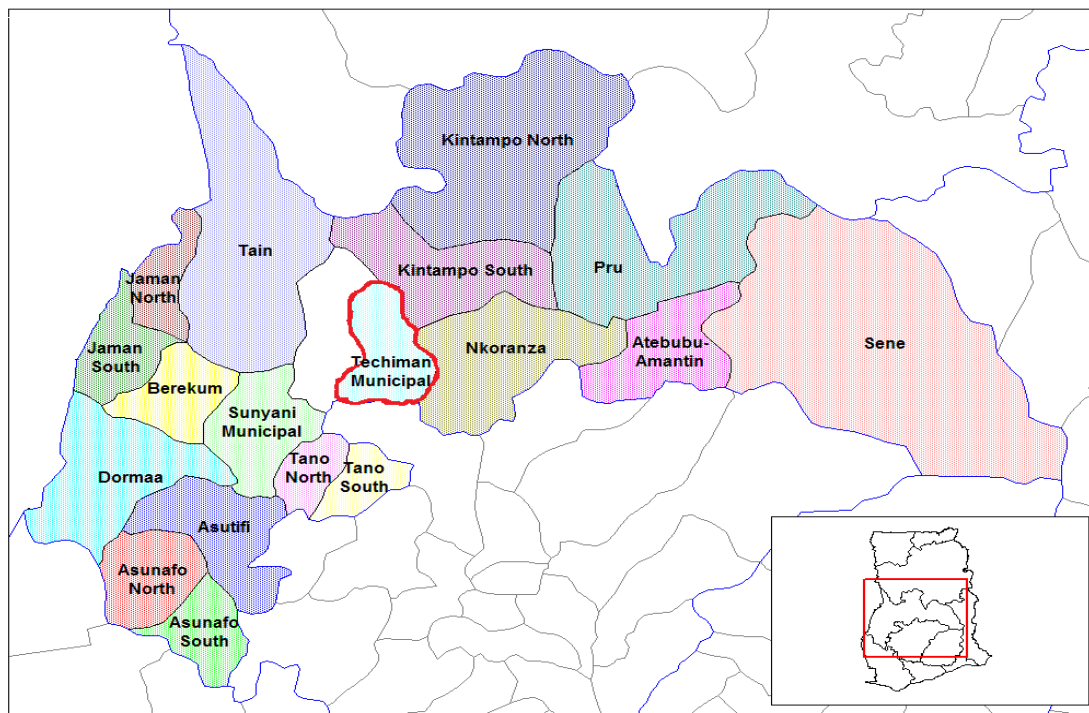 Kintampo North
Tain
Kintampo South
Pru
Jaman
North
Jaman
South
Nkoranza
Techiman
Municipal
Atebubu-
Amantin
Sene
Berekum
Sunyani
Municipal
Dormaa
Tano
North
Tano
South
Asutifi
Asunafo
North
Asunafo
South